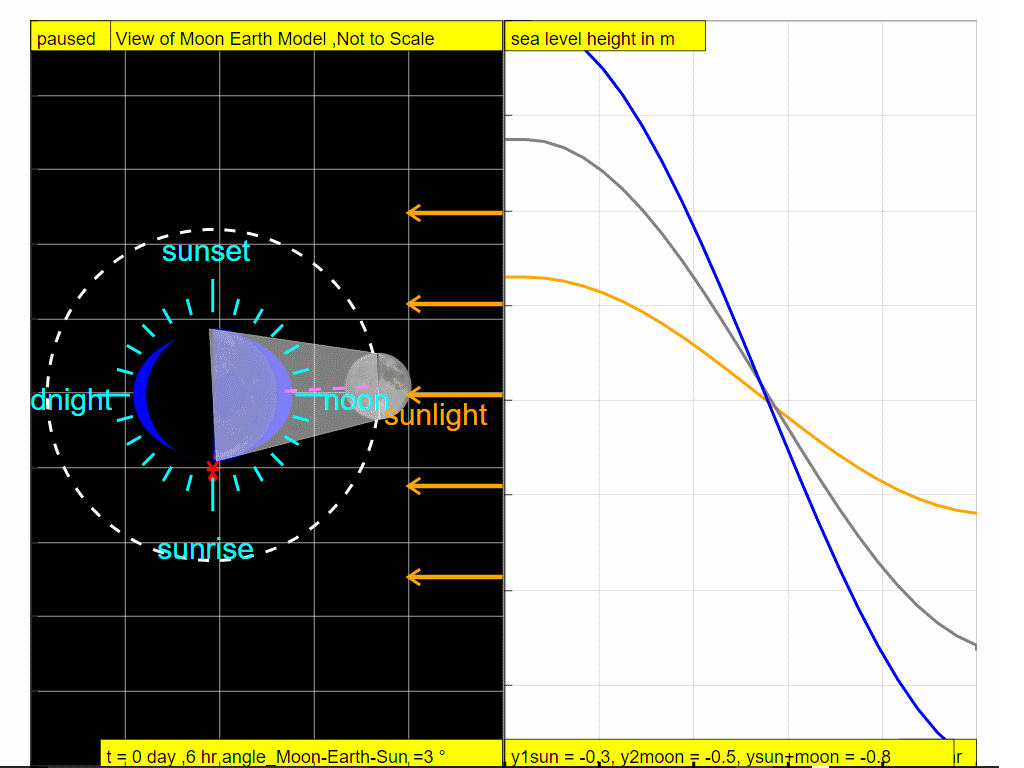 paused
View of Moon Earth Model ,Not to Scale
sea level height in m
sunset
dnight
noon
sunlight
sunrise
t = 0 day ,6 hr angle_Moon-Earth-Sun =3 °
y1sun = -0.3, y2moon = -0.5, ysun+moon = -0.8
hr